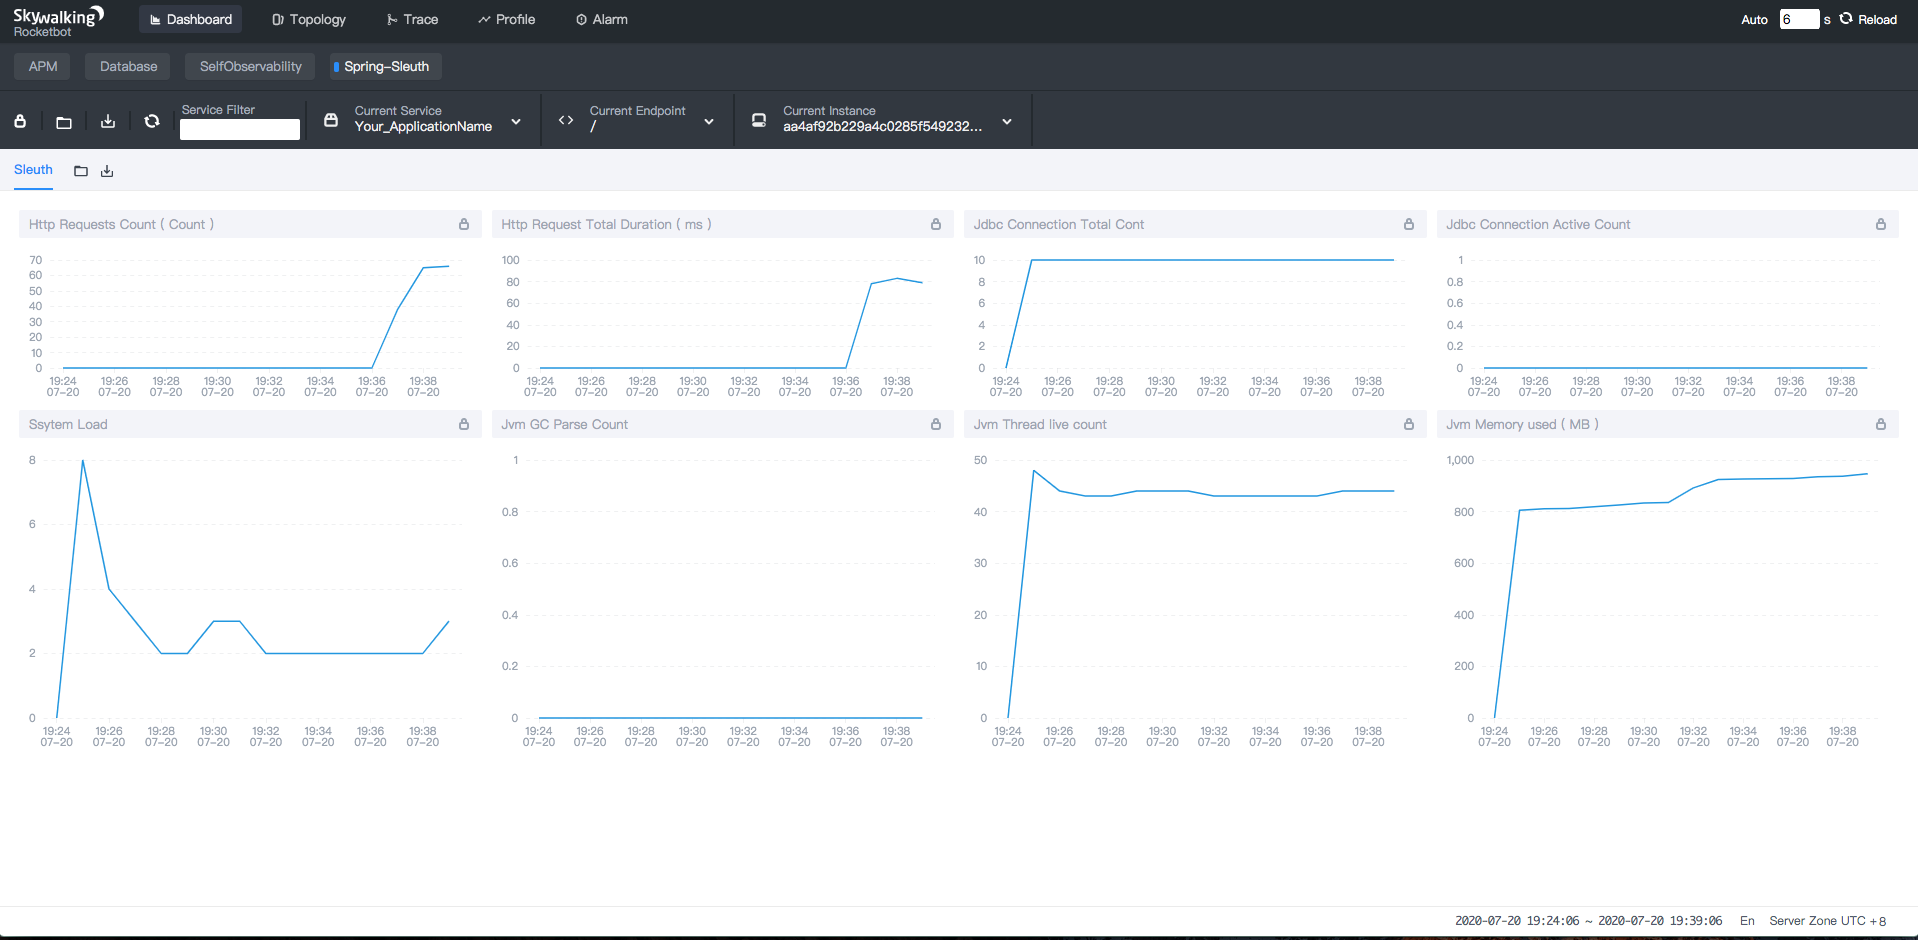 Skywalking
Rocketbot
Dashboard
Topology
Trace
Profile
Alarm
Auto 6 s Reload
APM
Database
SelfObservability
Spring-Sleuth
Service Filter
Current Service
Your_ApplicationName
Current Endpoint
/
Current Instance
aa4af92b229a4c0285f549232...
Sleuth
Http Requests Count ( Count )
70
60
50
40
30
20
10
0
19:24 19:26 19:28 19:30 19:32 19:34 19:36 19:38
07-20 07-20 07-20 07-20 07-20 07-20 07-20 07-20
Http Request Total Duration ( ms )
100
80
60
40
20
0
19:24 19:26 19:28 19:30 19:32 19:34 19:36 19:38
07-20 07-20 07-20 07-20 07-20 07-20 07-20 07-20
Jdbc Connection Total Cont
10
8
6
4
2
0
19:24 19:26 19:28 19:30 19:32 19:34 19:36 19:38
07-20 07-20 07-20 07-20 07-20 07-20 07-20 07-20
Jdbc Connection Active Count
1
0.8
0.6
0.4
0.2
0
19:24 19:26 19:28 19:30 19:32 19:34 19:36 19:38
07-20 07-20 07-20 07-20 07-20 07-20 07-20 07-20
Ssytem Load
8
6
4
2
0
19:24 19:26 19:28 19:30 19:32 19:34 19:36 19:38
07-20 07-20 07-20 07-20 07-20 07-20 07-20 07-20
Jvm GC Parse Count
1
0.8
0.6
0.4
0.2
0
19:24 19:26 19:28 19:30 19:32 19:34 19:36 19:38
07-20 07-20 07-20 07-20 07-20 07-20 07-20 07-20
Jvm Thread live count
50
40
30
20
10
0
19:24 19:26 19:28 19:30 19:32 19:34 19:36 19:38
07-20 07-20 07-20 07-20 07-20 07-20 07-20 07-20
Jvm Memory used ( MB )
1,000
800
600
400
200
0
19:24 19:26 19:28 19:30 19:32 19:34 19:36 19:38
07-20 07-20 07-20 07-20 07-20 07-20 07-20 07-20
2020-07-20 19:24:06 ~ 2020-07-20 19:39:06 En Server Zone UTC +8